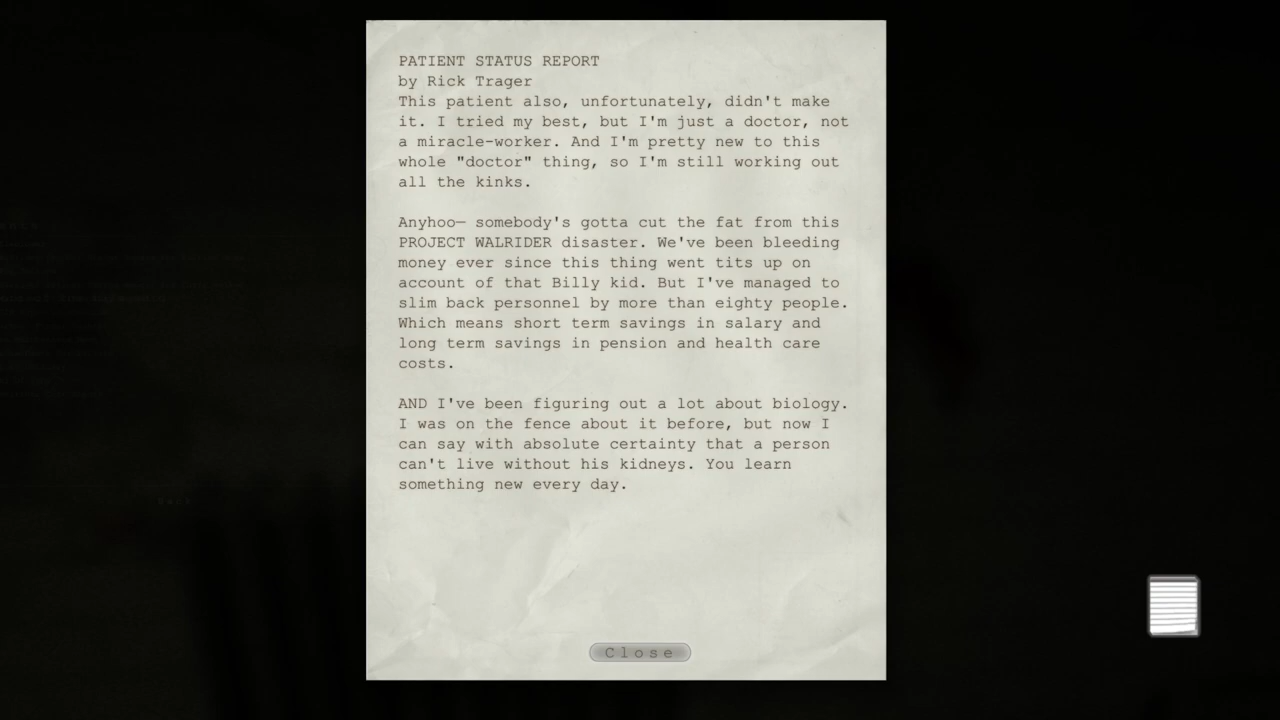 PATIENT STATUS REPORT
by Rick Trager
This patient also, unfortunately, didn't make
it. I tried my best, but I'm just a doctor, not
a miracle-worker. And I'm pretty new to this
whole "doctor" thing, so I'm still working out
all the kinks.
Anyhoo— somebody's gotta cut the fat from this
PROJECT WALRIDER disaster. We've been bleeding
money ever since this thing went tits up on
account of that Billy kid. But I've managed to
slim back personnel by more than eighty people.
Which means short term savings in salary and
long term savings in pension and health care
costs.
AND I've been figuring out a lot about biology.
I was on the fence about it before, but now I
can say with absolute certainty that a person
can't live without his kidneys. You learn
something new every day.
Close